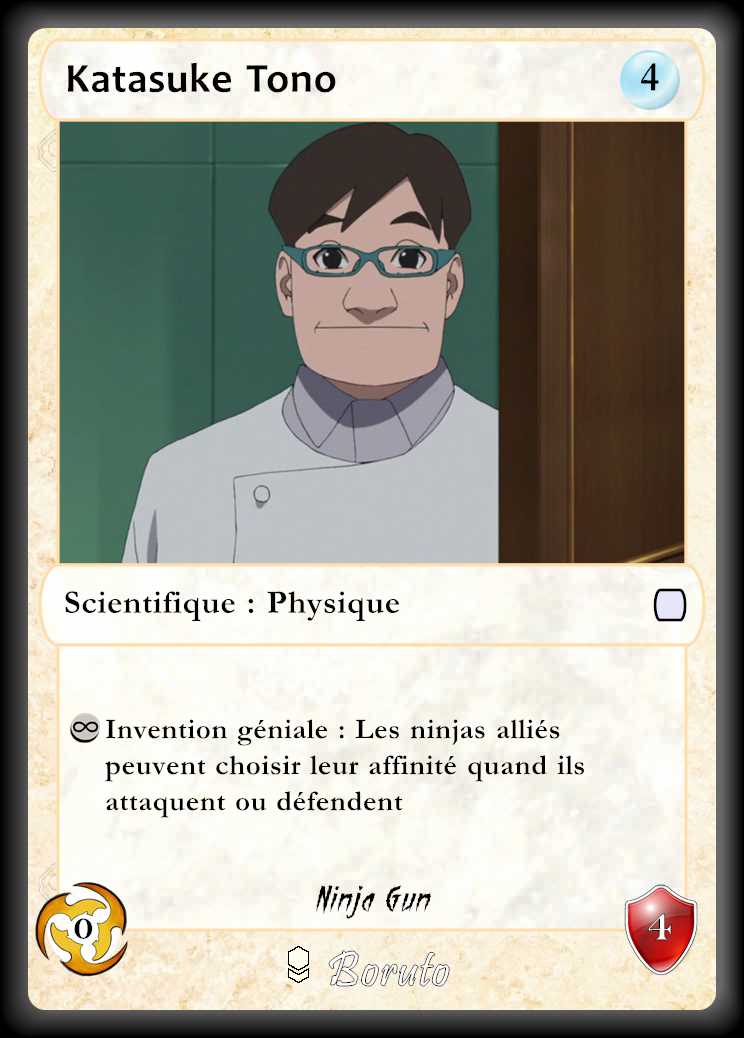 Katasuke Tono
4
Scientifique : Physique
∞ Invention géniale : Les ninjas alliés
peuvent choisir leur affinité quand ils
attaquent ou défendent
Ninja Gun
0
4
Boruto